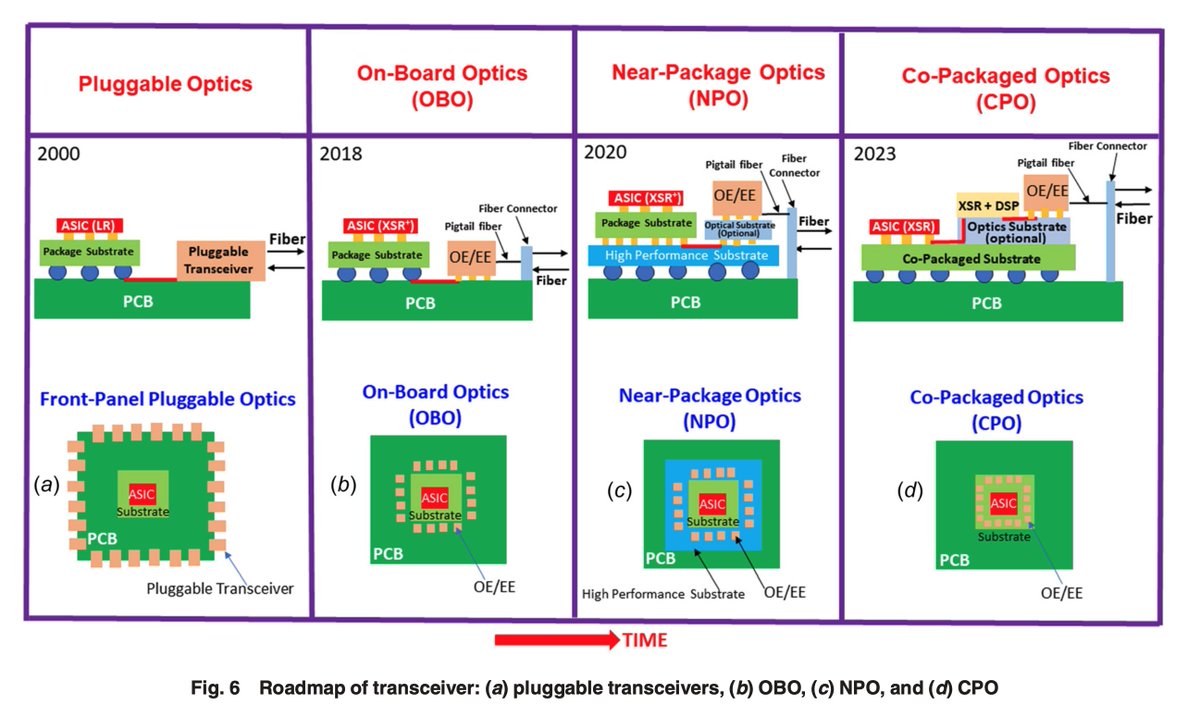 Pluggable Optics
On-Board Optics
(OBO)
Near-Package Optics
(NPO)
Co-Packaged Optics
(CPO)
2000
ASIC (LR)
Package Substrate
Pluggable
Transceiver
Fiber
PCB
2018
ASIC (XSR⁺)
Package Substrate
OE/EE
Pigtail fiber
Fiber Connector
Fiber
PCB
2020
ASIC (XSR⁺)
Package Substrate
OE/EE
Pigtail fiber
Fiber
Connector
Optical Substrate
(Optional)
Fiber
High Performance Substrate
PCB
2023
ASIC (XSR)
XSR + DSP
OE/EE
Pigtail fiber
Fiber Connector
Fiber
Optics Substrate
(optional)
Co-Packaged Substrate
PCB
Front-Panel Pluggable Optics
(a)
ASIC
Substrate
PCB
Pluggable Transceiver
On-Board Optics
(OBO)
(b)
ASIC
Substrate
PCB
OE/EE
Near-Package Optics
(NPO)
(c)
ASIC
Substrate
PCB
High Performance Substrate
OE/EE
Co-Packaged Optics
(CPO)
(d)
ASIC
Substrate
PCB
OE/EE
TIME
Fig. 6 Roadmap of transceiver: (a) pluggable transceivers, (b) OBO, (c) NPO, and (d) CPO